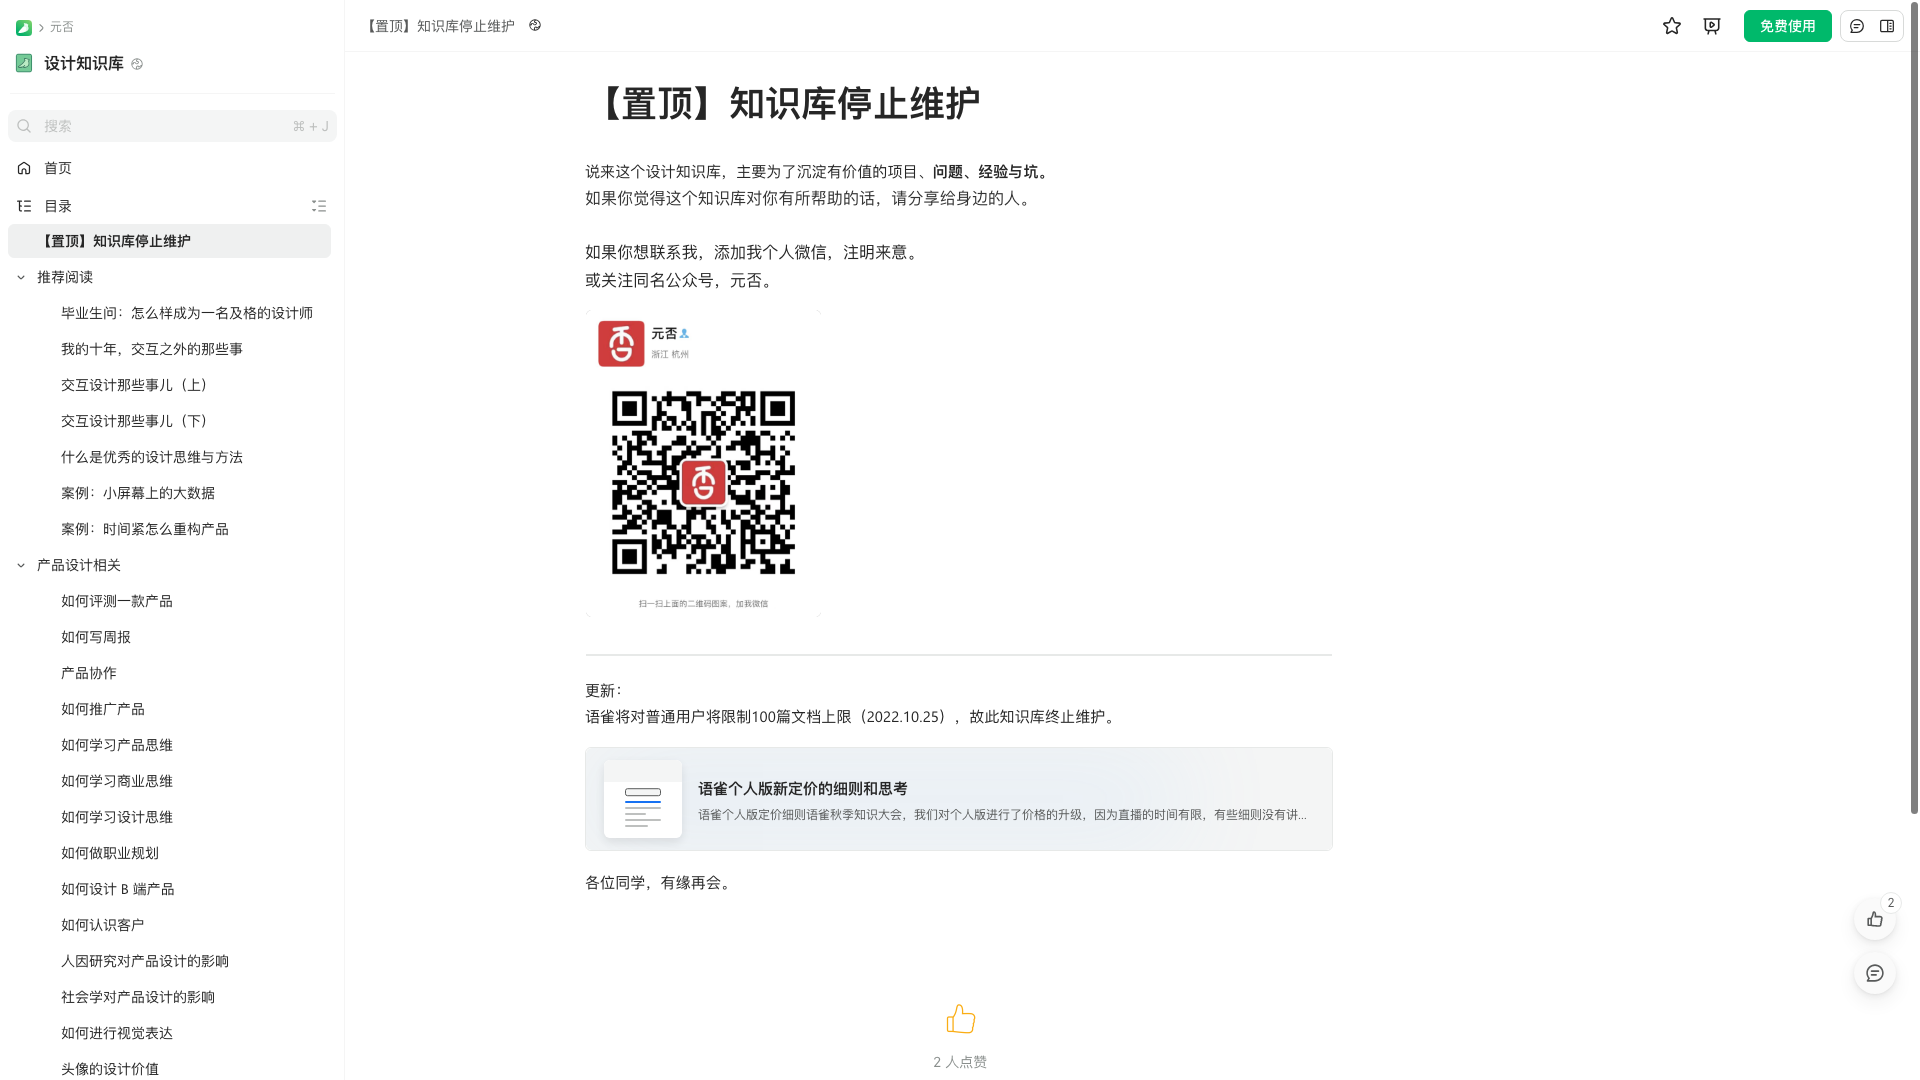 元否
设计知识库
搜索
⌘ + J
首页
目录
【置顶】知识库停止维护
推荐阅读
毕业生问：怎么样成为一名及格的设计师
我的十年，交互之外的那些事
交互设计那些事儿（上）
交互设计那些事儿（下）
什么是优秀的设计思维与方法
案例：小屏幕上的大数据
案例：时间紧怎么重构产品
产品设计相关
如何评测一款产品
如何写周报
产品协作
如何推广产品
如何学习产品思维
如何学习商业思维
如何学习设计思维
如何做职业规划
如何设计 B 端产品
如何认识客户
人因研究对产品设计的影响
社会学对产品设计的影响
如何进行视觉表达
头像的设计价值
【置顶】知识库停止维护
免费使用
【置顶】知识库停止维护
说来这个设计知识库，主要为了沉淀有价值的项目、问题、经验与坑。
如果你觉得这个知识库对你有所帮助的话，请分享给身边的人。
如果你想联系我，添加我个人微信，注明来意。
或关注同名公众号，元否。
元否
浙江 杭州
扫一扫上面的二维码图案，加我微信
更新：
语雀将对普通用户将限制100篇文档上限（2022.10.25），故此知识库终止维护。
语雀个人版新定价的细则和思考
语雀个人版定价细则语雀秋季知识大会，我们对个人版进行了价格的升级，因为直播的时间有限，有些细则没有讲...
各位同学，有缘再会。
2 人点赞
2